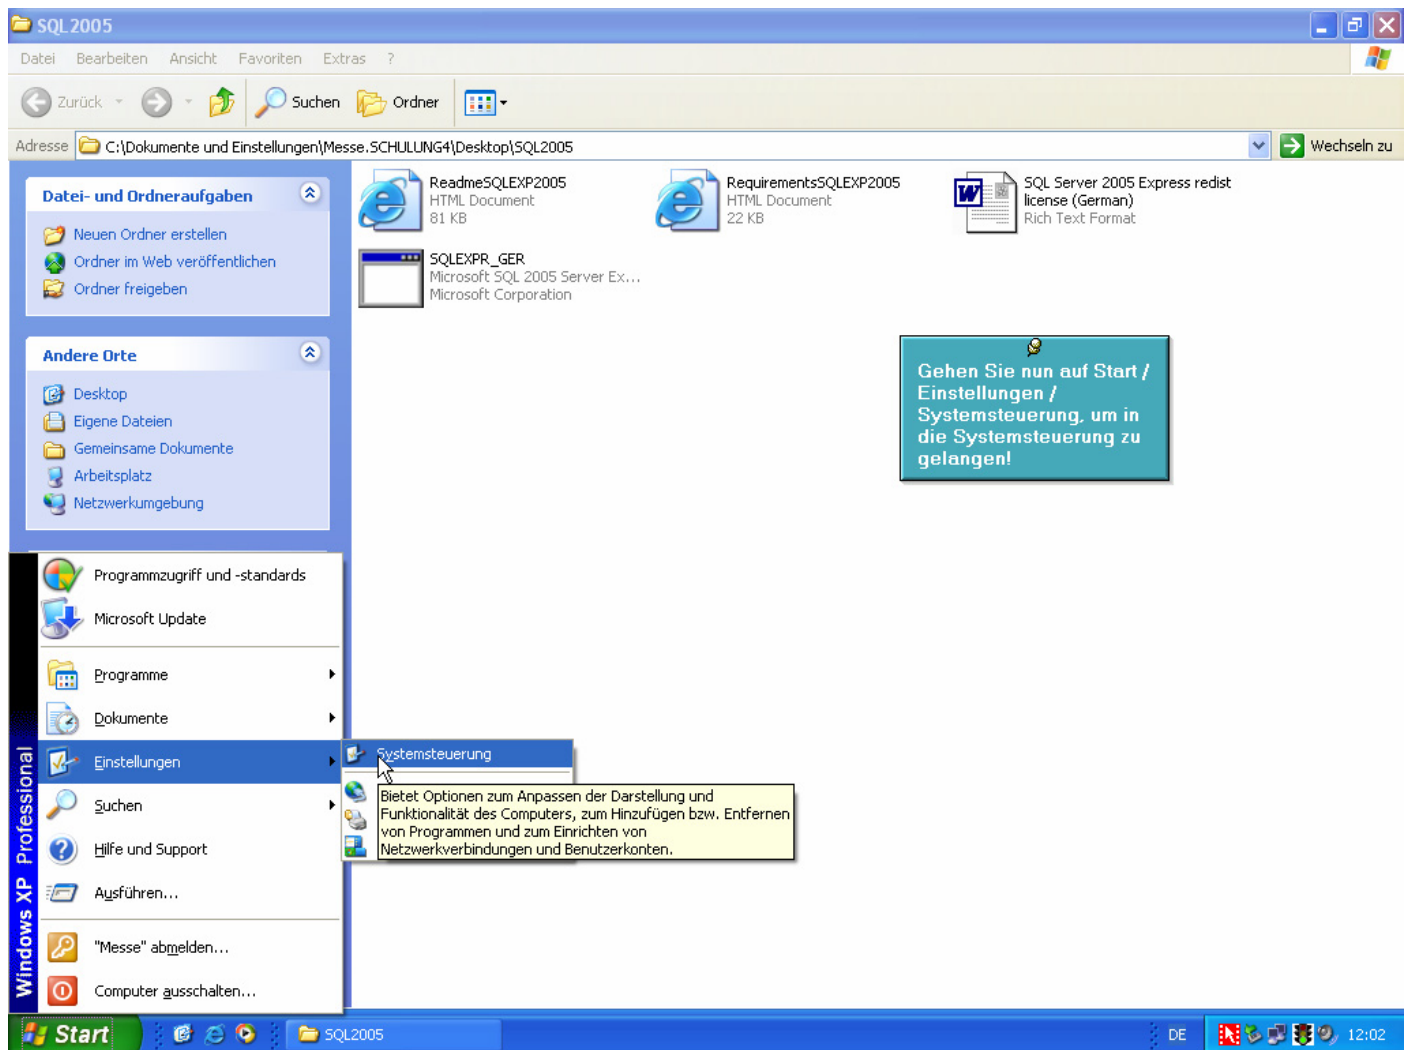 SQL2005
Datei Bearbeiten Ansicht Favoriten Extras ?
Zurück Suchen Ordner
Adresse C:\Dokumente und Einstellungen\Messe.SCHULUNG4\Desktop\SQL2005 Wechseln zu
Datei- und Ordneraufgaben
Neuen Ordner erstellen
Ordner im Web veröffentlichen
Ordner freigeben
Andere Orte
Desktop
Eigene Dateien
Gemeinsame Dokumente
Arbeitsplatz
Netzwerkumgebung
ReadmeSQLEXP2005
HTML Document
81 KB
RequirementsSQLEXP2005
HTML Document
22 KB
SQL Server 2005 Express redist
license (German)
Rich Text Format
SQLEXPR_GER
Microsoft SQL 2005 Server Ex...
Microsoft Corporation
Gehen Sie nun auf Start /
Einstellungen /
Systemsteuerung, um in
die Systemsteuerung zu
gelangen!
Windows XP Professional
Programmzugriff und -standards
Microsoft Update
Programme
Dokumente
Einstellungen
Suchen
Hilfe und Support
Ausführen...
"Messe" abmelden...
Computer ausschalten...
Systemsteuerung
Bietet Optionen zum Anpassen der Darstellung und
Funktionalität des Computers, zum Hinzufügen bzw. Entfernen
von Programmen und zum Einrichten von
Netzwerkverbindungen und Benutzerkonten.
Start SQL2005 DE 12:02